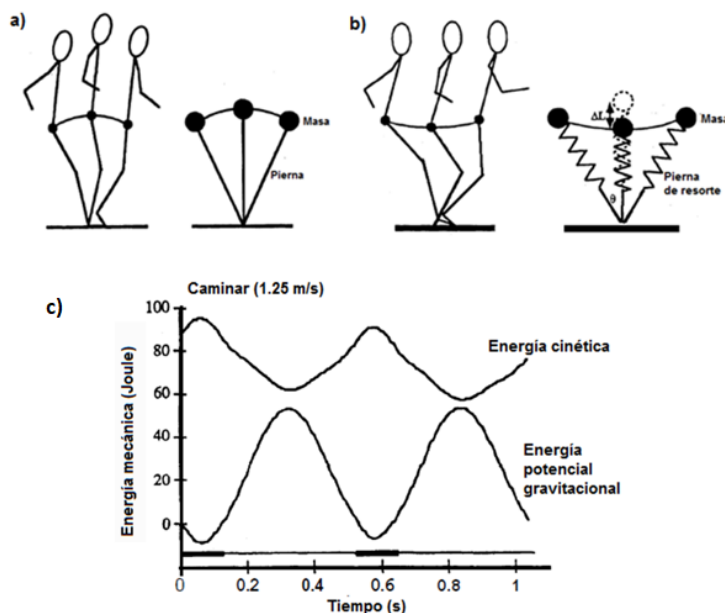 a)
Masa
Pierna
b)
ΔL
Masa
Pierna
de resorte
θ
c)
Caminar (1.25 m/s)
Energía mecánica (Joule)
100
80
60
40
20
0
Energía cinética
Energía
potencial
gravitacional
0
0.2
0.4
0.6
0.8
1
Tiempo (s)